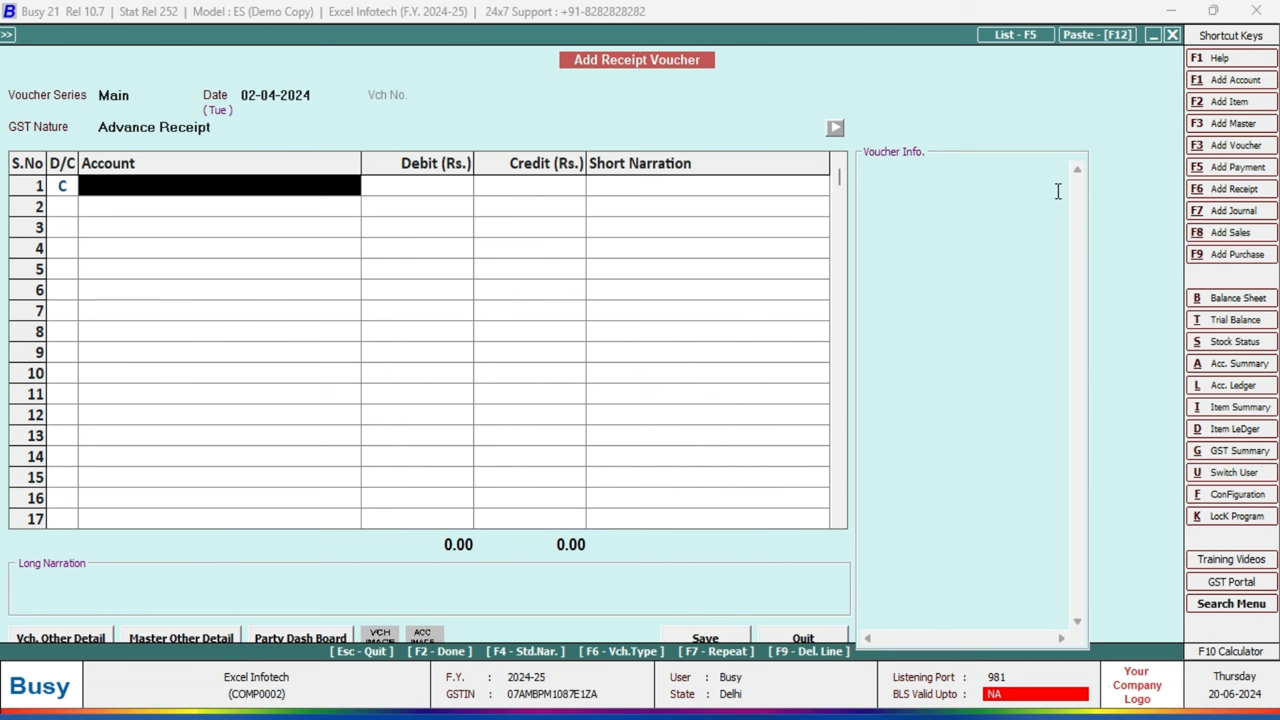 Busy 21 Rel 10.7 | Stat Rel 252 | Model : ES (Demo Copy) | Excel Infotech (F.Y. 2024-25) | 24x7 Support : +91-8282828282
>> List - F5 Paste - [F12]
Add Receipt Voucher
Voucher Series Main Date 02-04-2024 Vch No.
( Tue )
GST Nature Advance Receipt
S.No D/C Account Debit (Rs.) Credit (Rs.) Short Narration
1 C
2
3
4
5
6
7
8
9
10
11
12
13
14
15
16
17
0.00 0.00
Long Narration
Vch. Other Detail Master Other Detail Party Dash Board VCH IMAGE ACC IMAGE Save Quit
[ Esc - Quit ] [ F2 - Done ] [ F4 - Std.Nar. ] [ F6 - Vch.Type ] [ F7 - Repeat ] [ F9 - Del. Line ]
Voucher Info.
Shortcut Keys
F1 Help
F1 Add Account
F2 Add Item
F3 Add Master
F3 Add Voucher
F5 Add Payment
F6 Add Receipt
F7 Add Journal
F8 Add Sales
F9 Add Purchase
B Balance Sheet
T Trial Balance
S Stock Status
A Acc. Summary
L Acc. Ledger
I Item Summary
D Item LeDger
G GST Summary
U Switch User
F ConFiguration
K LocK Program
Training Videos
GST Portal
Search Menu
F10 Calculator
Busy
Excel Infotech
(COMP0002)
F.Y. : 2024-25
GSTIN : 07AMBPM1087E1ZA
User : Busy
State : Delhi
Listening Port : 981
BLS Valid Upto : NA
Your
Company
Logo
Thursday
20-06-2024